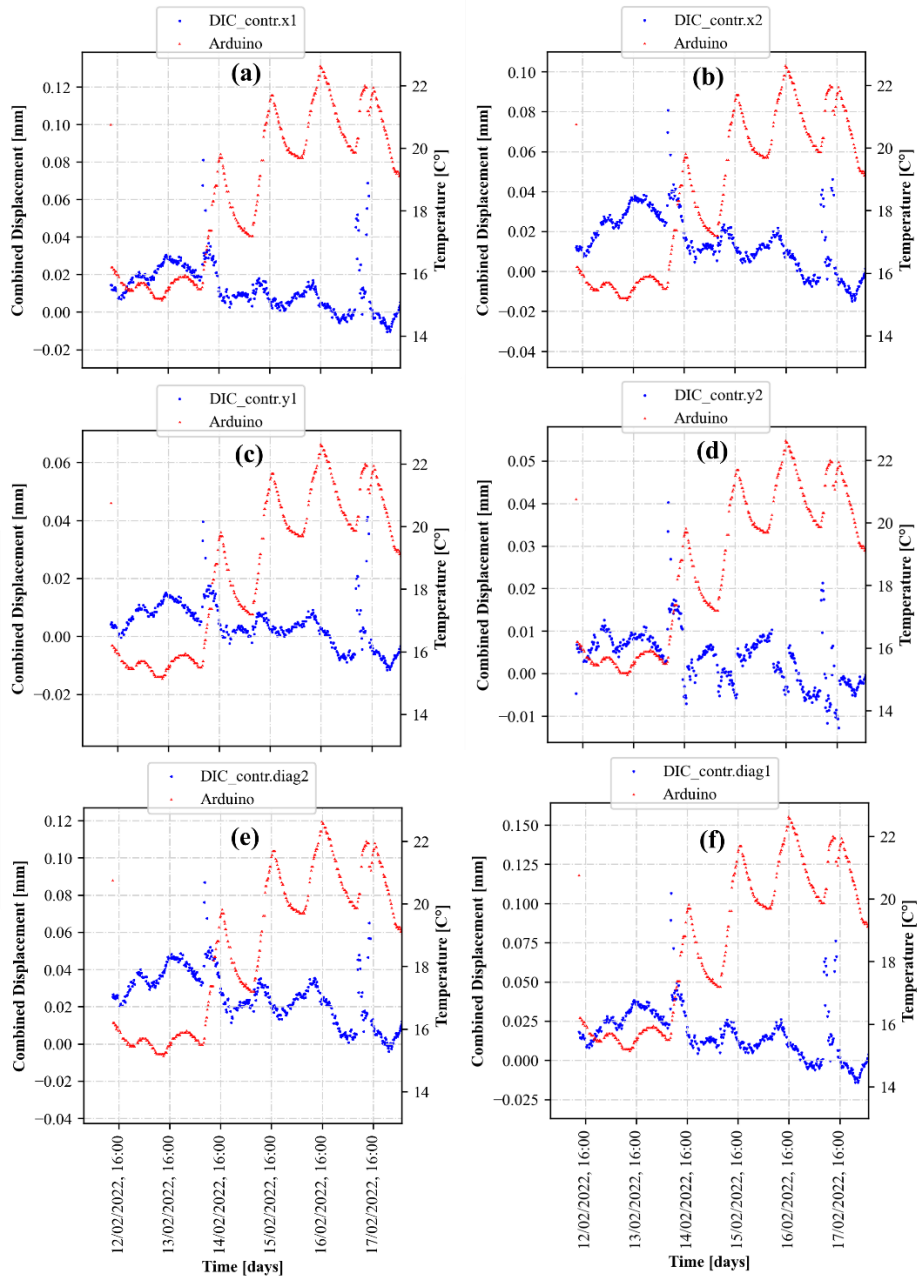 DIC_contr.x1
Arduino
(a)
0.12
0.10
0.08
0.06
0.04
0.02
0.00
−0.02
Combined Displacement [mm]
22
20
18
16
14
Temperature [C°]
DIC_contr.x2
Arduino
(b)
0.10
0.08
0.06
0.04
0.02
0.00
−0.02
−0.04
Combined Displacement [mm]
22
20
18
16
14
Temperature [C°]
DIC_contr.y1
Arduino
(c)
0.06
0.04
0.02
0.00
−0.02
Combined Displacement [mm]
22
20
18
16
14
Temperature [C°]
DIC_contr.y2
Arduino
(d)
0.05
0.04
0.03
0.02
0.01
0.00
−0.01
Combined Displacement [mm]
22
20
18
16
14
Temperature [C°]
DIC_contr.diag2
Arduino
(e)
0.12
0.10
0.08
0.06
0.04
0.02
0.00
−0.02
−0.04
Combined Displacement [mm]
22
20
18
16
14
Temperature [C°]
12/02/2022, 16:00
13/02/2022, 16:00
14/02/2022, 16:00
15/02/2022, 16:00
16/02/2022, 16:00
17/02/2022, 16:00
Time [days]
DIC_contr.diag1
Arduino
(f)
0.150
0.125
0.100
0.075
0.050
0.025
0.000
−0.025
Combined Displacement [mm]
22
20
18
16
14
Temperature [C°]
12/02/2022, 16:00
13/02/2022, 16:00
14/02/2022, 16:00
15/02/2022, 16:00
16/02/2022, 16:00
17/02/2022, 16:00
Time [days]